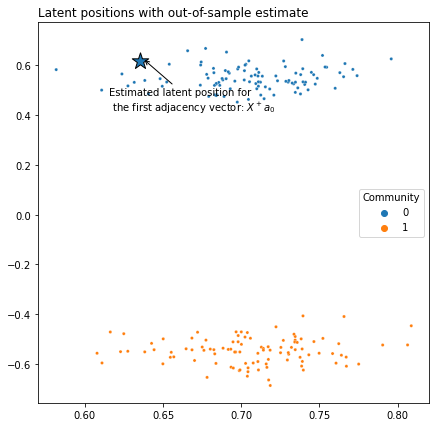 Latent positions with out-of-sample estimate
0.6
Estimated latent position for
the first adjacency vector: X⁺a₀
0.4
0.2
Community
0
1
0.0
−0.2
−0.4
−0.6
0.60 0.65 0.70 0.75 0.80